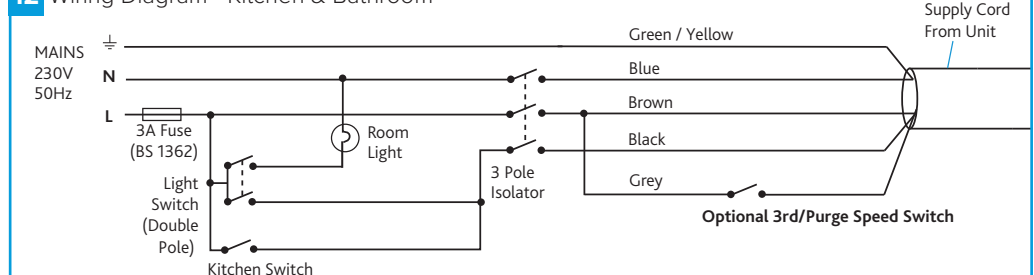 12 Wiring Diagram - Kitchen & Bathroom
Supply Cord
From Unit
Green / Yellow
MAINS
230V
50Hz
N
Blue
L
Brown
3A Fuse
(BS 1362)
Room
Light
Black
3 Pole
Isolator
Light
Switch
(Double
Pole)
Grey
Optional 3rd/Purge Speed Switch
Kitchen Switch